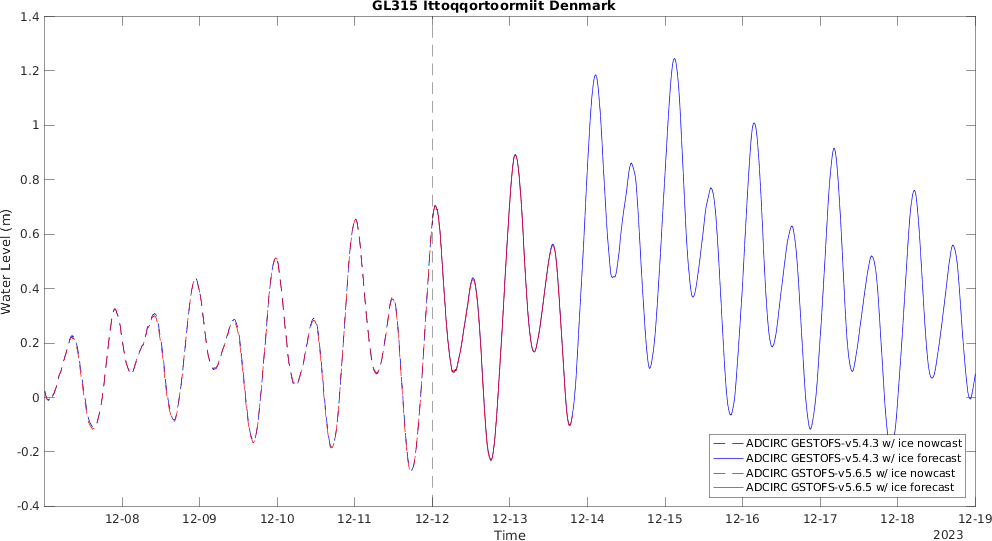 GL315 Ittoqqortoormiit Denmark
1.4
1.2
1
0.8
0.6
0.4
0.2
0
-0.2
-0.4
Water Level (m)
12-08 12-09 12-10 12-11 12-12 12-13 12-14 12-15 12-16 12-17 12-18 12-19
Time
2023
ADCIRC GESTOFS-v5.4.3 w/ ice nowcast
ADCIRC GESTOFS-v5.4.3 w/ ice forecast
ADCIRC GSTOFS-v5.6.5 w/ ice nowcast
ADCIRC GSTOFS-v5.6.5 w/ ice forecast